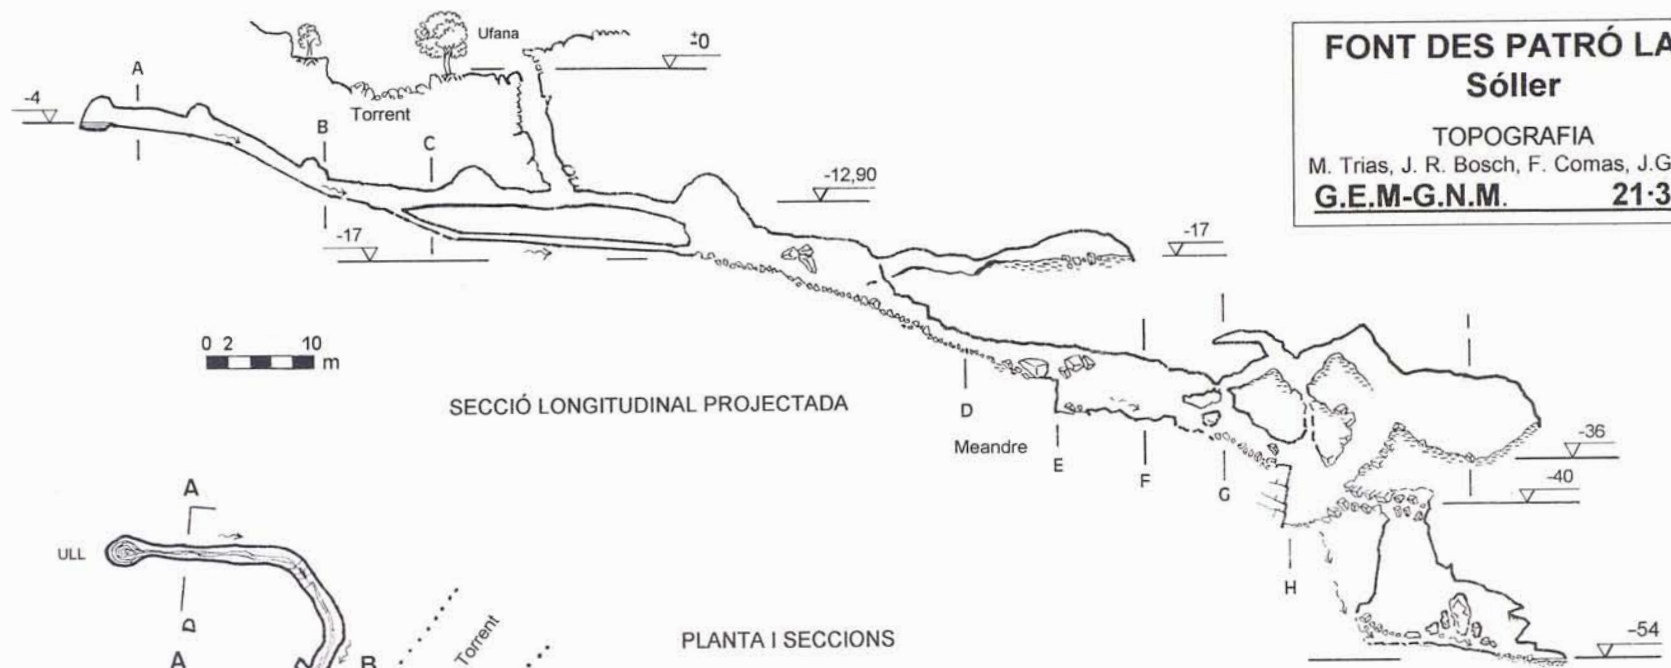 FONT DES PATRÓ LA
Sóller
TOPOGRAFIA
M. Trias, J. R. Bosch, F. Comas, J.G
G.E.M-G.N.M. 21·3
Ufana
±0
A
-4
Torrent
B
C
-12,90
-17
-17
0 2 10 m
SECCIÓ LONGITUDINAL PROJECTADA
D
Meandre
E
F
G
-36
-40
H
-54
A
ULL
D
A
B
Torrent
PLANTA I SECCIONS